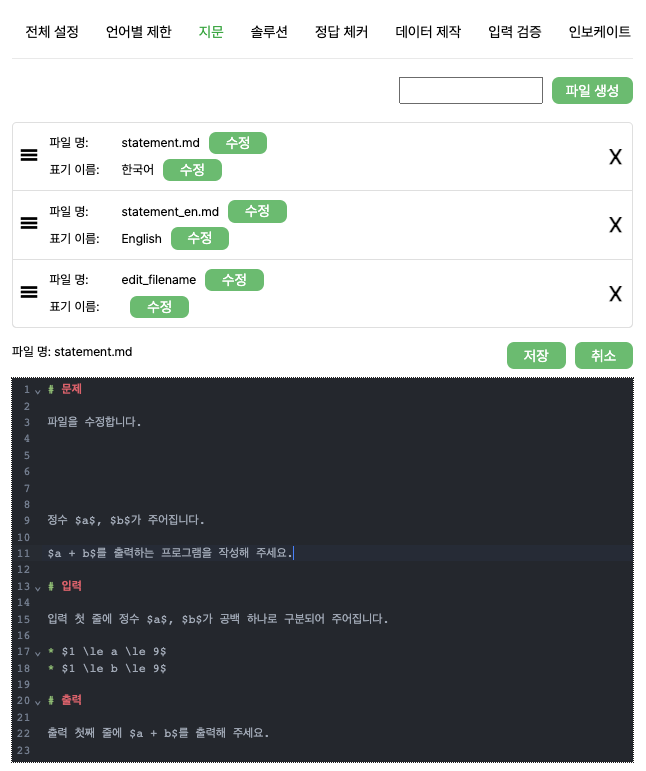 전체 설정 언어별 제한 지문 솔루션 정답 체커 데이터 제작 입력 검증 인보케이트
파일 생성
파일 명: statement.md 수정
표기 이름: 한국어 수정
X
파일 명: statement_en.md 수정
표기 이름: English 수정
X
파일 명: edit_filename 수정
표기 이름: 수정
X
파일 명: statement.md 저장 취소
1 # 문제
2
3 파일을 수정합니다.
4
5
6
7
8
9 정수 $a$, $b$가 주어집니다.
10
11 $a + b$를 출력하는 프로그램을 작성해 주세요.
12
13 # 입력
14
15 입력 첫 줄에 정수 $a$, $b$가 공백 하나로 구분되어 주어집니다.
16
17 * $1 \le a \le 9$
18 * $1 \le b \le 9$
19
20 # 출력
21
22 출력 첫째 줄에 $a + b$를 출력해 주세요.
23